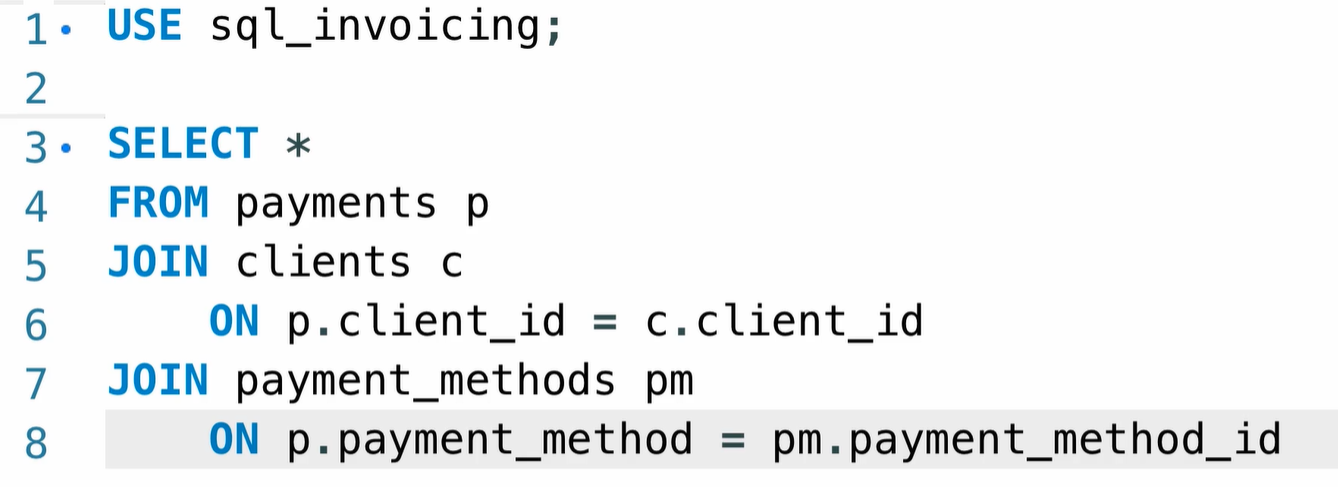 1 USE sql_invoicing;
2
3 SELECT *
4 FROM payments p
5 JOIN clients c
6 ON p.client_id = c.client_id
7 JOIN payment_methods pm
8 ON p.payment_method = pm.payment_method_id